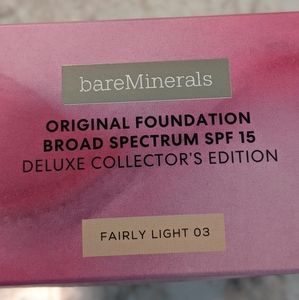 bareMinerals
ORIGINAL FOUNDATION
BROAD SPECTRUM SPF 15
DELUXE COLLECTOR'S EDITION
FAIRLY LIGHT 03